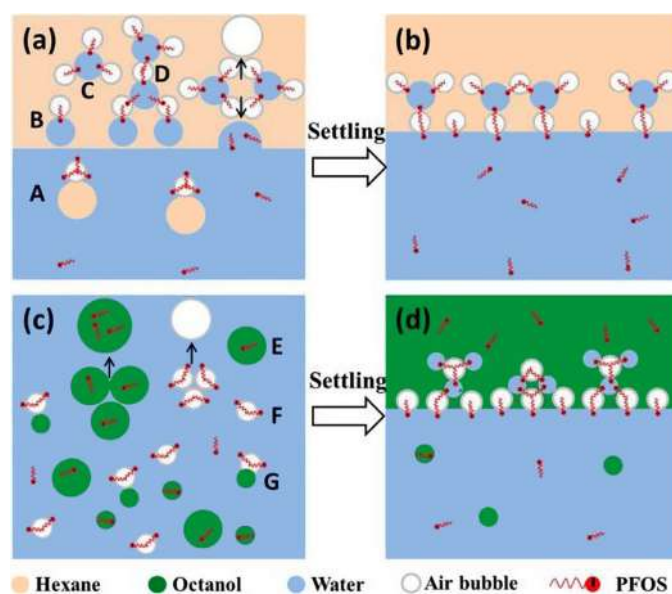 (a)
(b)
D
C
B
A
Settling
(c)
(d)
E
F
G
Settling
Hexane Octanol Water Air bubble PFOS